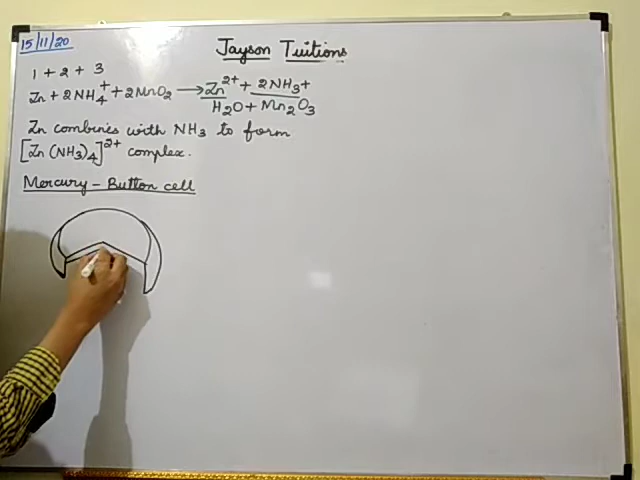 15/11/20
Jayson Tuitions
1 + 2 + 3
Zn + 2NH4+ + 2MnO2 → Zn2+ + 2NH3 +
H2O + Mn2O3
Zn combines with NH3 to form
[Zn (NH3)4]2+ complex.
Mercury - Button cell